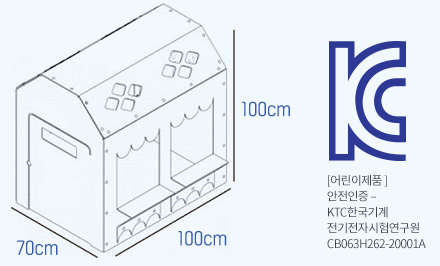 100cm
70cm
100cm
KC
[어린이제품 ]
안전인증 –
KTC한국기계
전기전자시험연구원
CB063H262-20001A